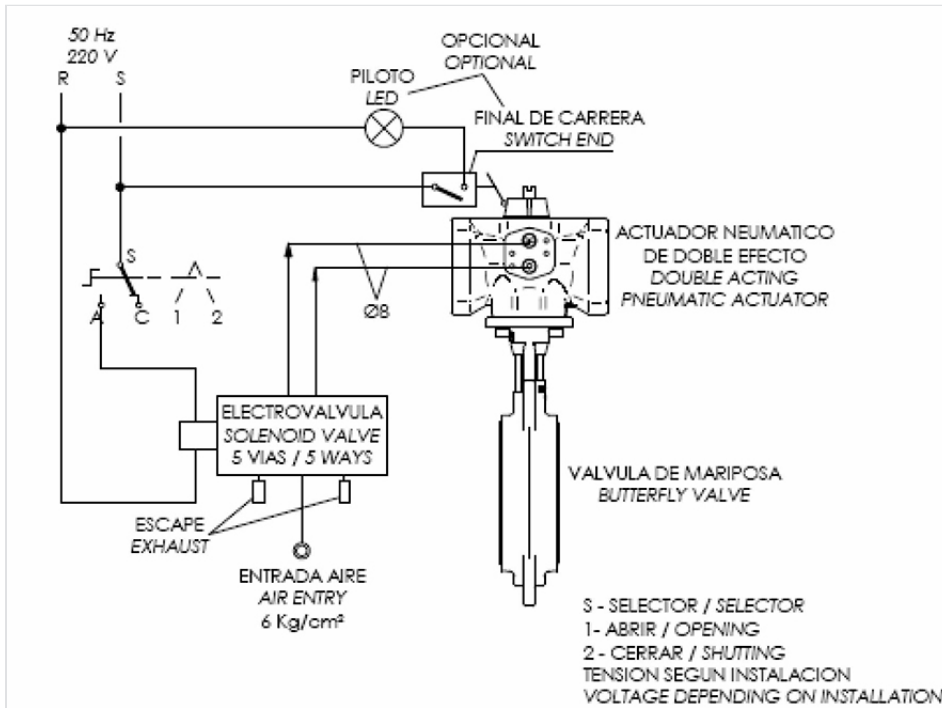 50 Hz
220 V
R S
OPCIONAL
OPTIONAL
PILOTO
LED
FINAL DE CARRERA
SWITCH END
ACTUADOR NEUMATICO
DE DOBLE EFECTO
DOUBLE ACTING
PNEUMATIC ACTUATOR
S
A C 1 2
Ø8
ELECTROVALVULA
SOLENOID VALVE
5 VIAS / 5 WAYS
ESCAPE
EXHAUST
ENTRADA AIRE
AIR ENTRY
6 Kg/cm²
VALVULA DE MARIPOSA
BUTTERFLY VALVE
S - SELECTOR / SELECTOR
1- ABRIR / OPENING
2 - CERRAR / SHUTTING
TENSION SEGUN INSTALACION
VOLTAGE DEPENDING ON INSTALLATION